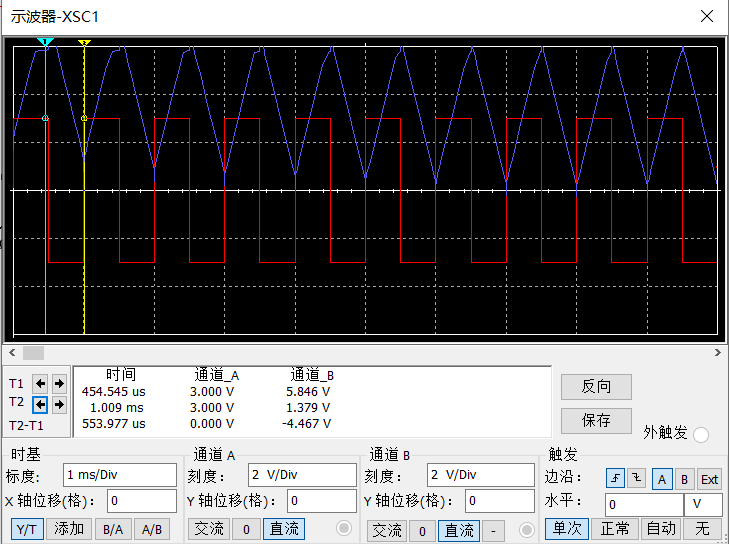 示波器-XSC1
1 2
T1
T2
T2-T1
时间 通道_A 通道_B
454.545 us 3.000 V 5.846 V
1.009 ms 3.000 V 1.379 V
553.977 us 0.000 V -4.467 V
反向
保存
外触发
时基
标度: 1 ms/Div
X 轴位移(格): 0
Y/T 添加 B/A A/B
通道 A
刻度: 2 V/Div
Y 轴位移(格): 0
交流 0 直流
通道 B
刻度: 2 V/Div
Y 轴位移(格): 0
交流 0 直流 -
触发
边沿: A B Ext
水平: 0 V
单次 正常 自动 无